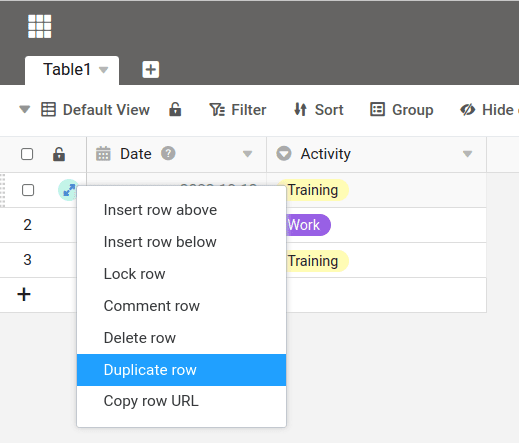 Table1
Default View Filter Sort Group Hide
Date ? Activity
Training
Insert row above
2 Work
Insert row below
3 Training
Lock row
Comment row
Delete row
Duplicate row
Copy row URL